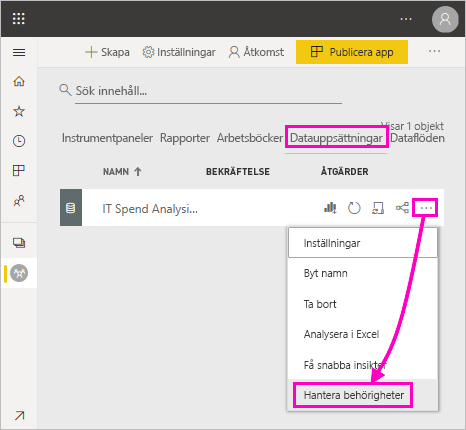 Skapa Inställningar Åtkomst Publicera app
Sök innehåll...
Visar 1 objekt
Instrumentpaneler Rapporter Arbetsböcker Datauppsättningar Dataflöden
NAMN BEKRÄFTELSE ÅTGÄRDER
IT Spend Analysi...
Inställningar
Byt namn
Ta bort
Analysera i Excel
Få snabba insikter
Hantera behörigheter